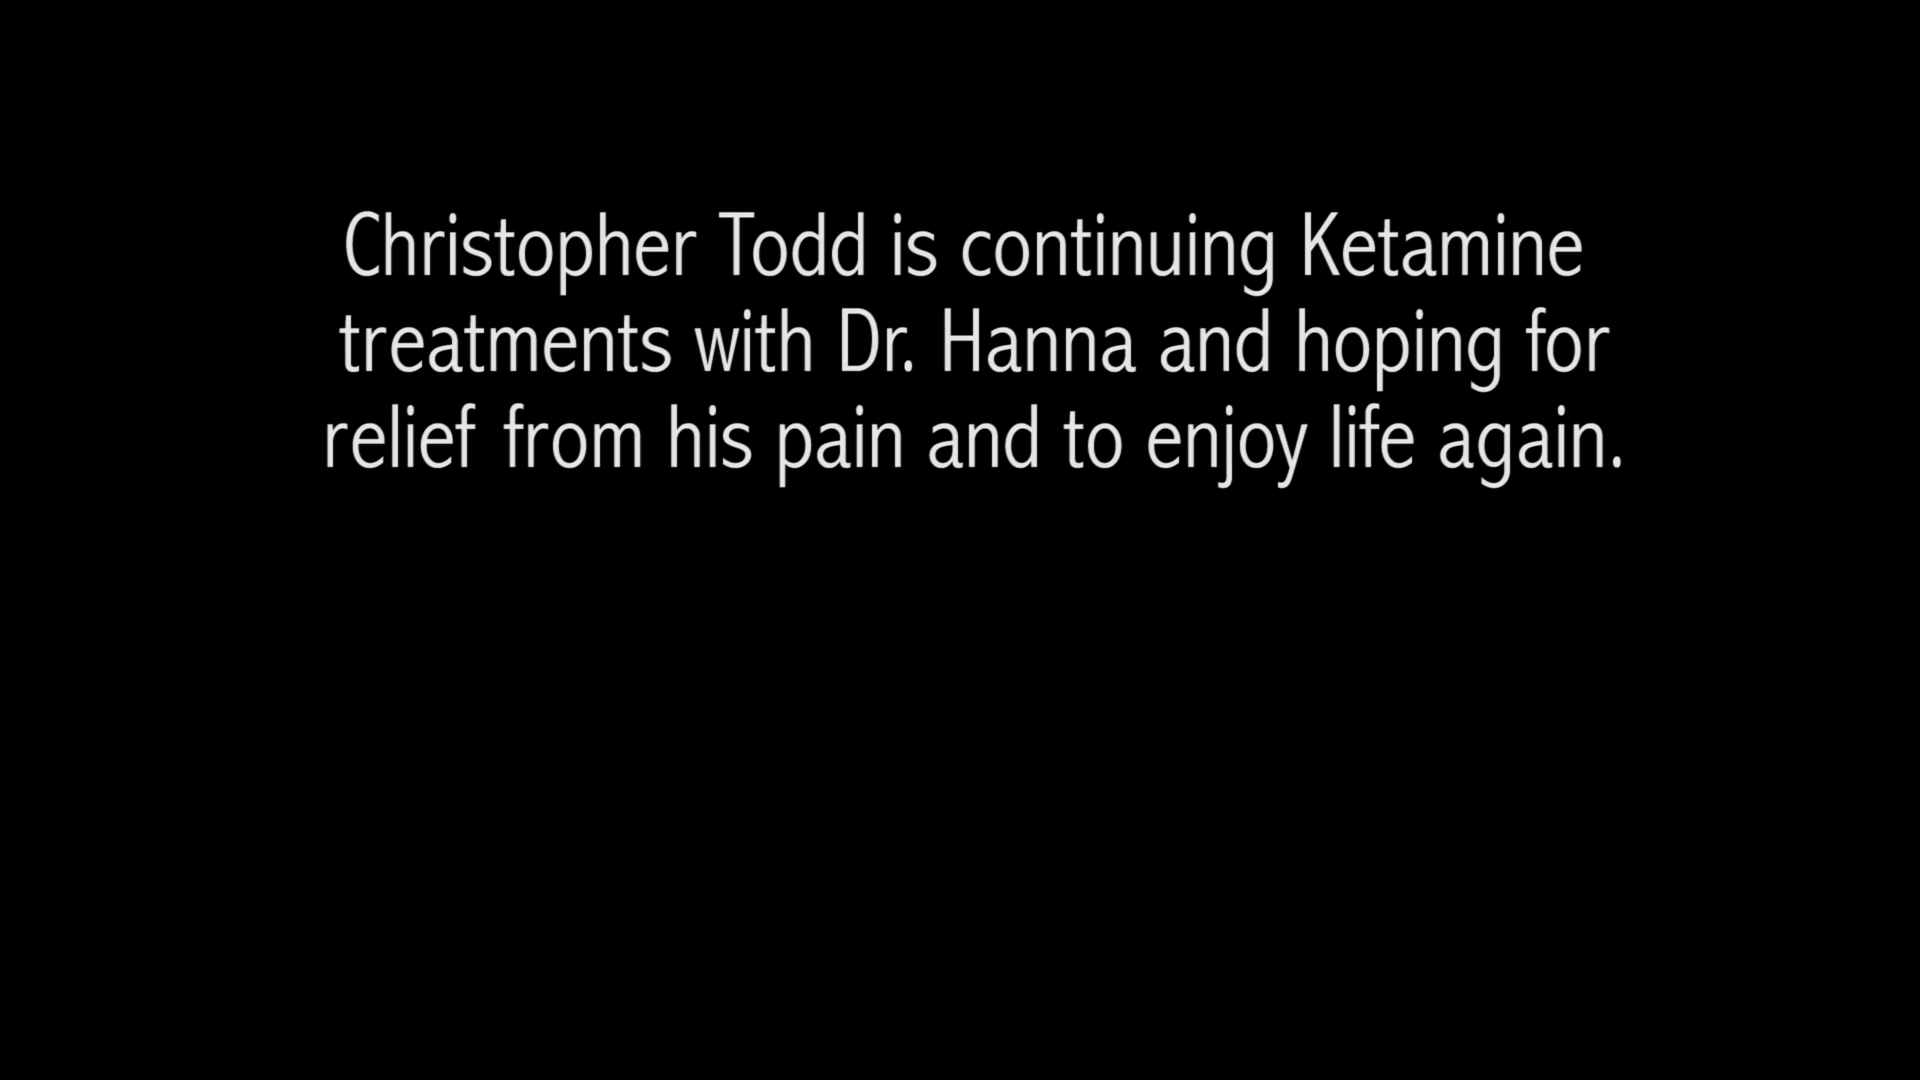 Christopher Todd is continuing Ketamine
treatments with Dr. Hanna and hoping for
relief from his pain and to enjoy life again.